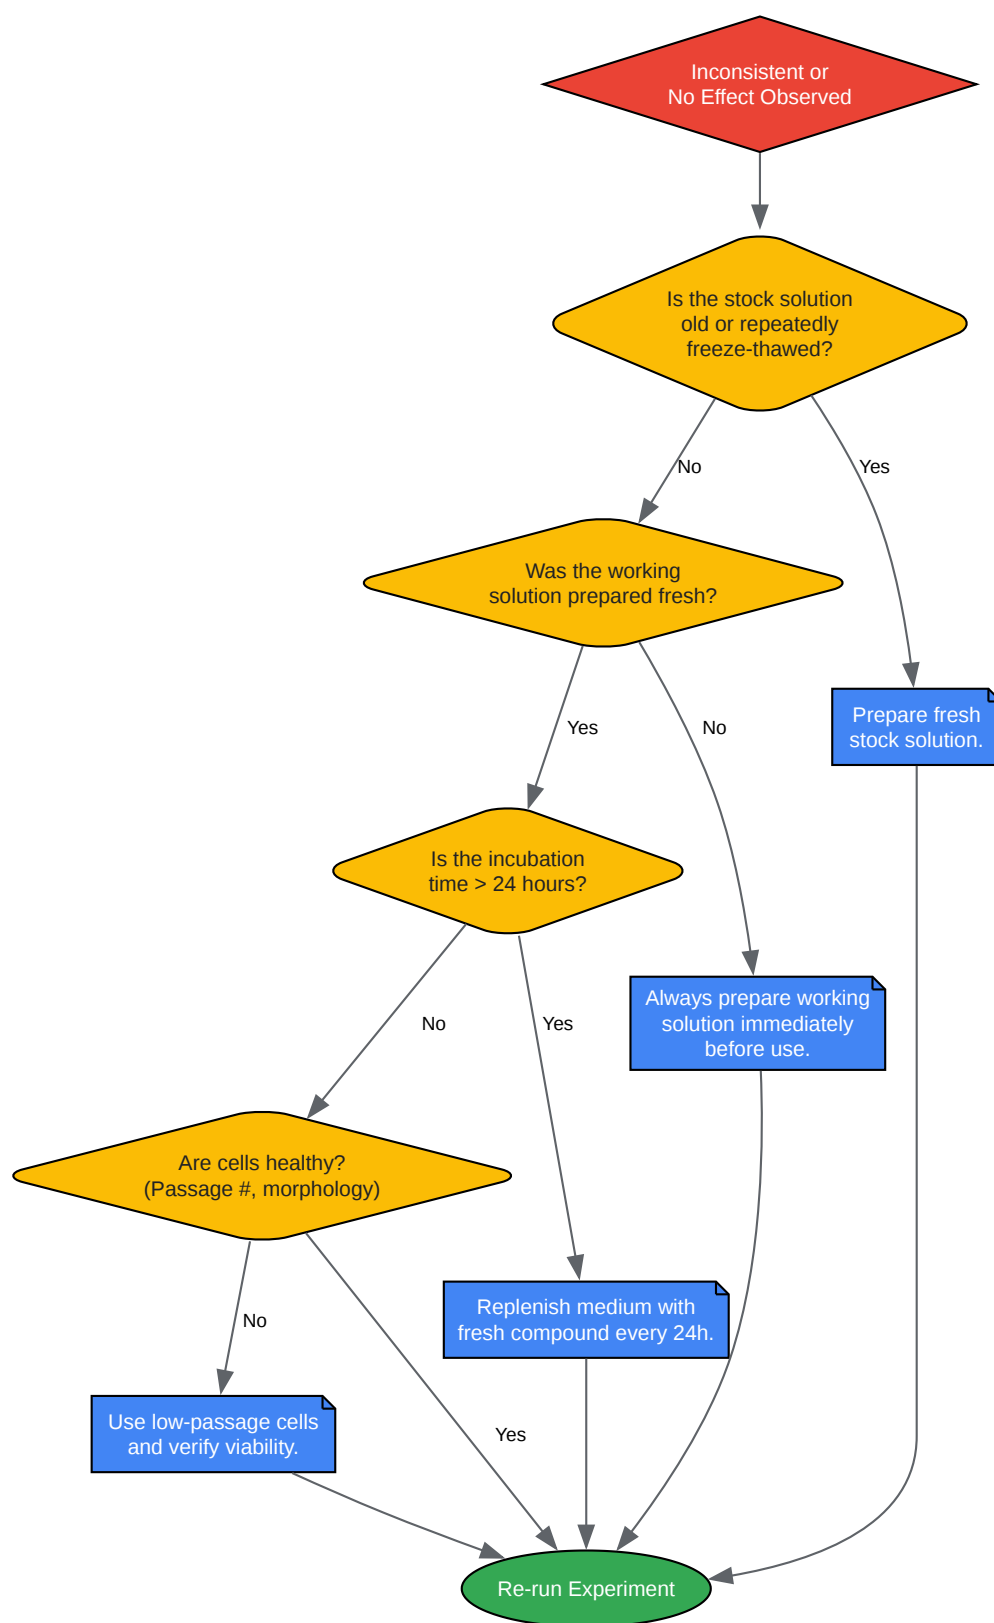 Inconsistent or
No Effect Observed
Is the stock solution
old or repeatedly
freeze-thawed?
No
Yes
Was the working
solution prepared fresh?
Prepare fresh
stock solution.
Yes
No
Is the incubation
time > 24 hours?
Always prepare working
solution immediately
before use.
No
Yes
Are cells healthy?
(Passage #, morphology)
Replenish medium with
fresh compound every 24h.
No
Use low-passage cells
and verify viability.
Yes
Re-run Experiment